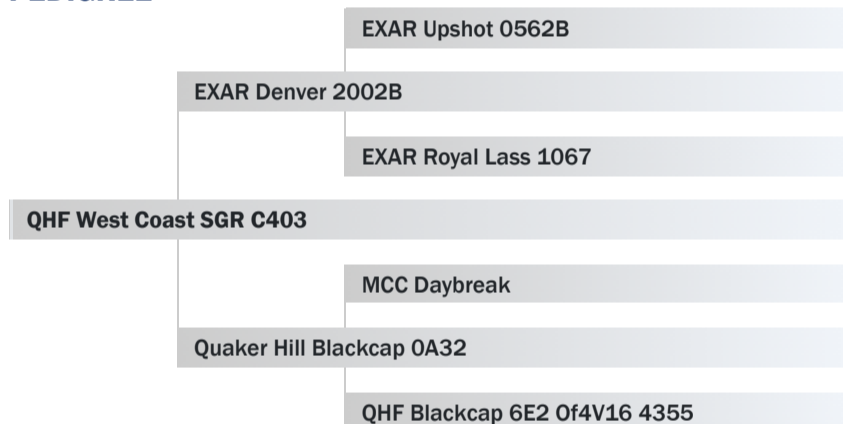 EXAR Upshot 0562B
EXAR Denver 2002B
EXAR Royal Lass 1067
QHF West Coast SGR C403
MCC Daybreak
Quaker Hill Blackcap 0A32
QHF Blackcap 6E2 Of4V16 4355